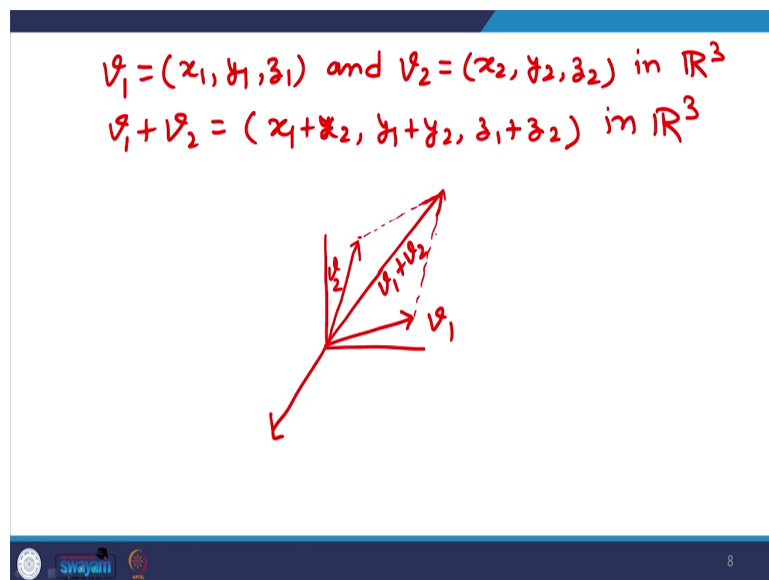 v₁ = (x₁, y₁, z₁) and v₂ = (x₂, y₂, z₂) in ℝ³
v₁ + v₂ = (x₁+x₂, y₁+y₂, z₁+z₂) in ℝ³
v₂
v₁+v₂
v₁
swayam
8